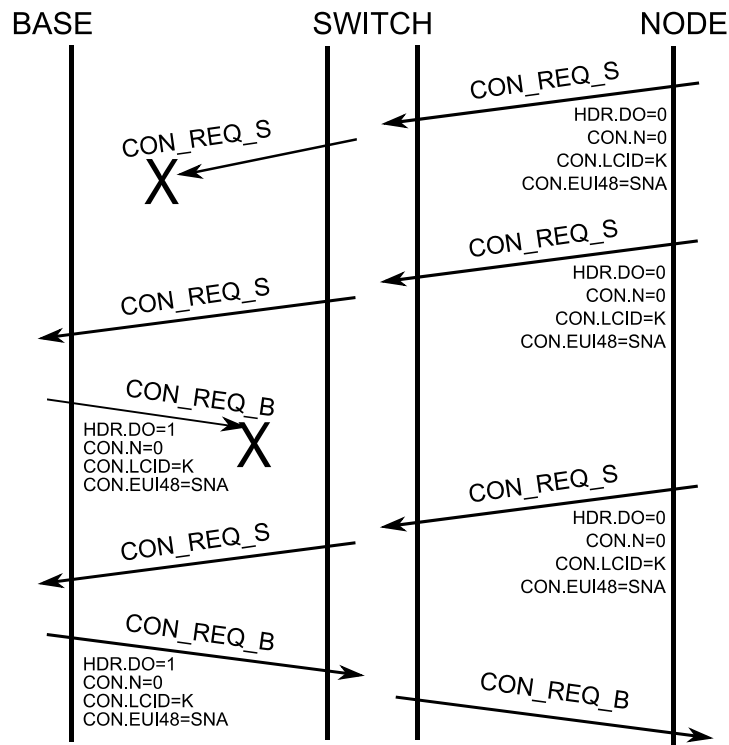 BASE SWITCH NODE
CON_REQ_S
HDR.DO=0
CON.N=0
CON.LCID=K
CON.EUI48=SNA
CON_REQ_S
X
CON_REQ_S
HDR.DO=0
CON.N=0
CON.LCID=K
CON.EUI48=SNA
CON_REQ_S
CON_REQ_B
HDR.DO=1
CON.N=0
CON.LCID=K
CON.EUI48=SNA
X
CON_REQ_S
HDR.DO=0
CON.N=0
CON.LCID=K
CON.EUI48=SNA
CON_REQ_S
CON_REQ_B
HDR.DO=1
CON.N=0
CON.LCID=K
CON.EUI48=SNA
CON_REQ_B